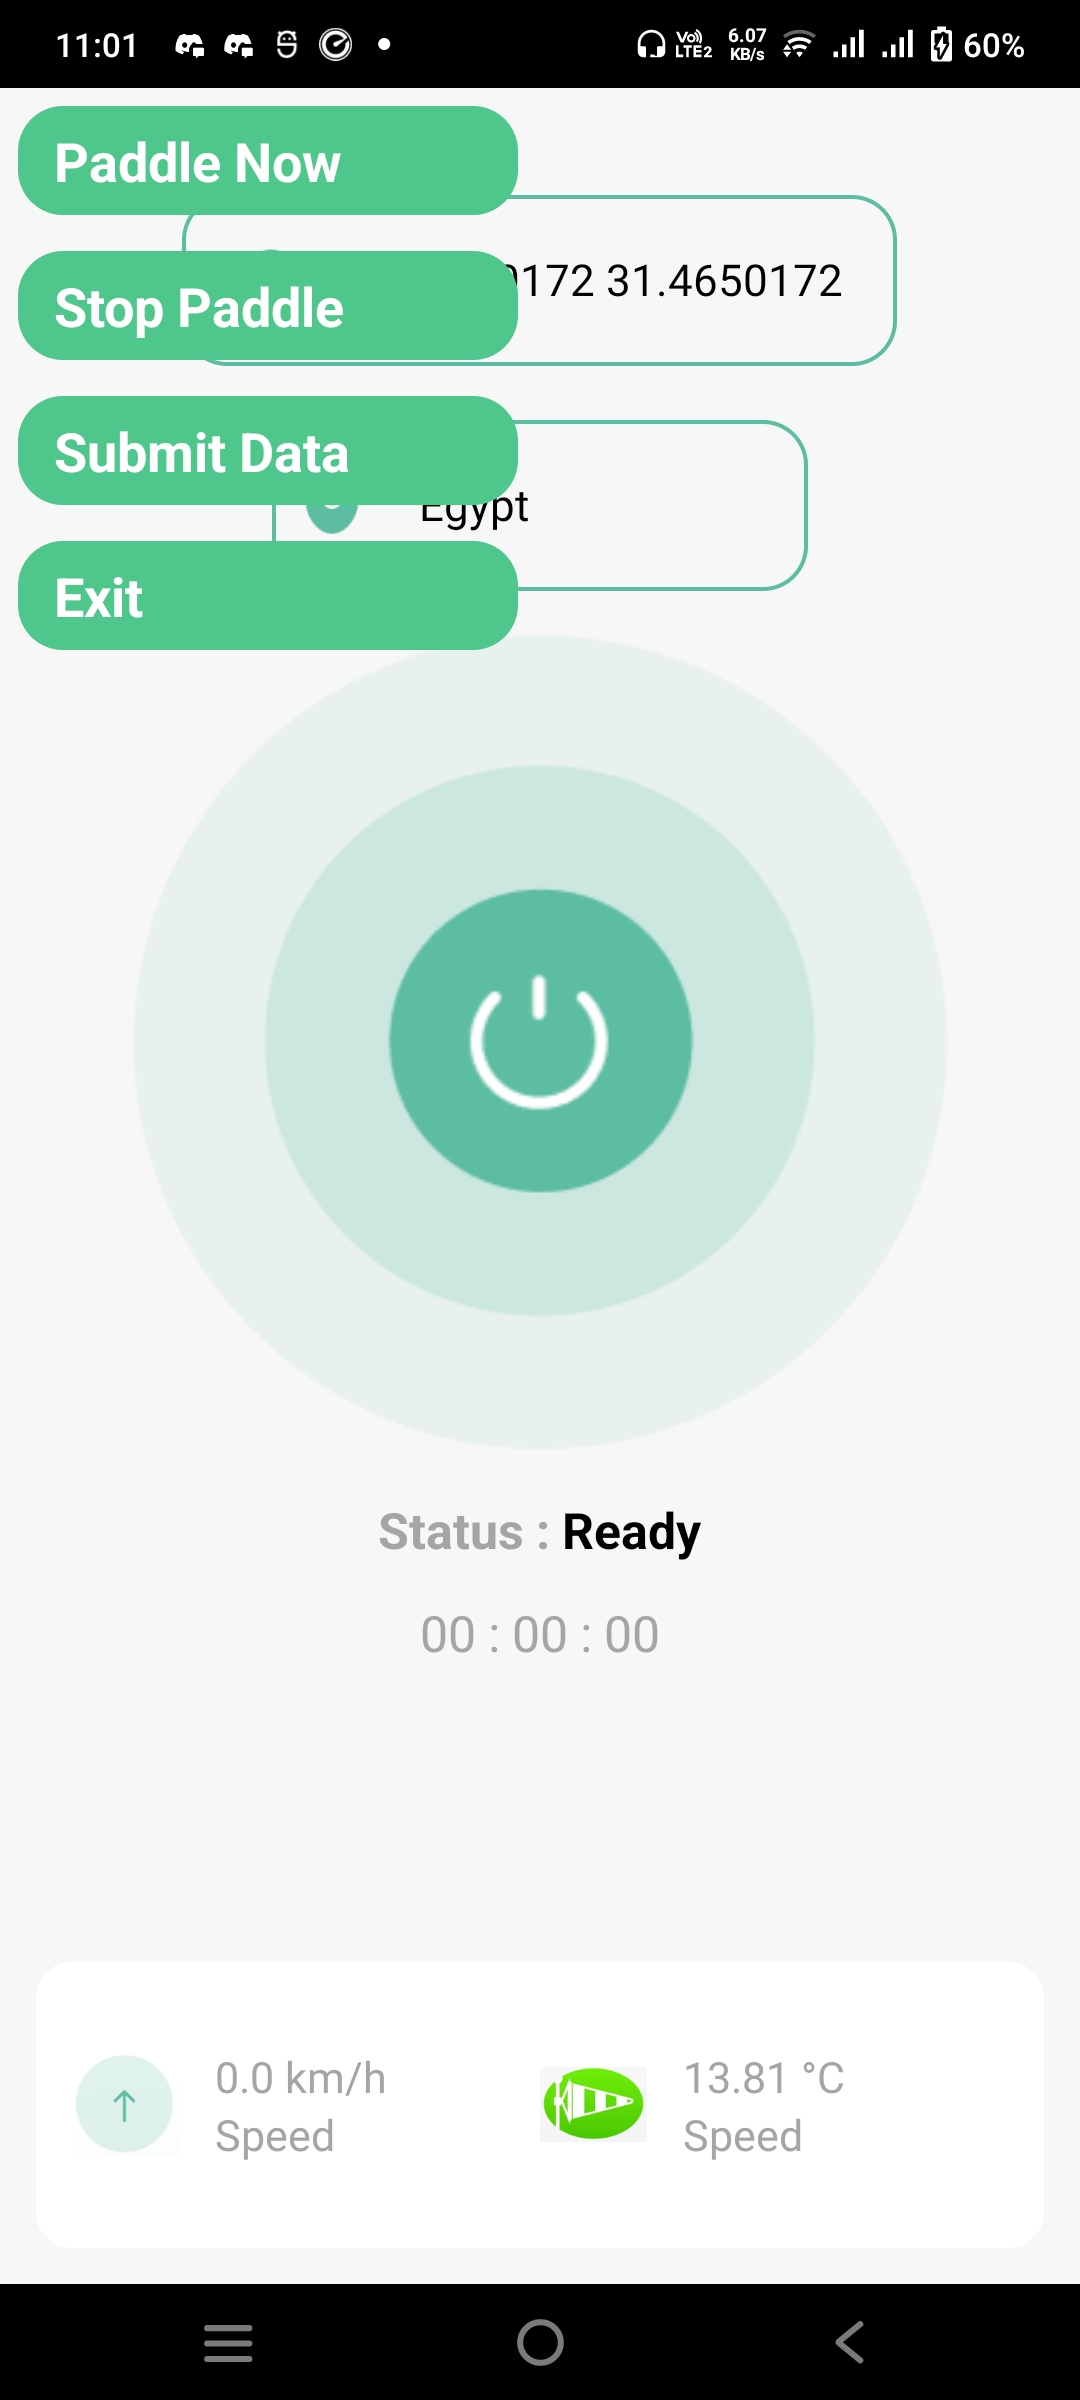 11:01
Vo)) LTE2 6.07 KB/s 60%
Paddle Now
172 31.4650172
Stop Paddle
Submit Data
Egypt
Exit
Status : Ready
00 : 00 : 00
0.0 km/h
Speed
13.81 °C
Speed